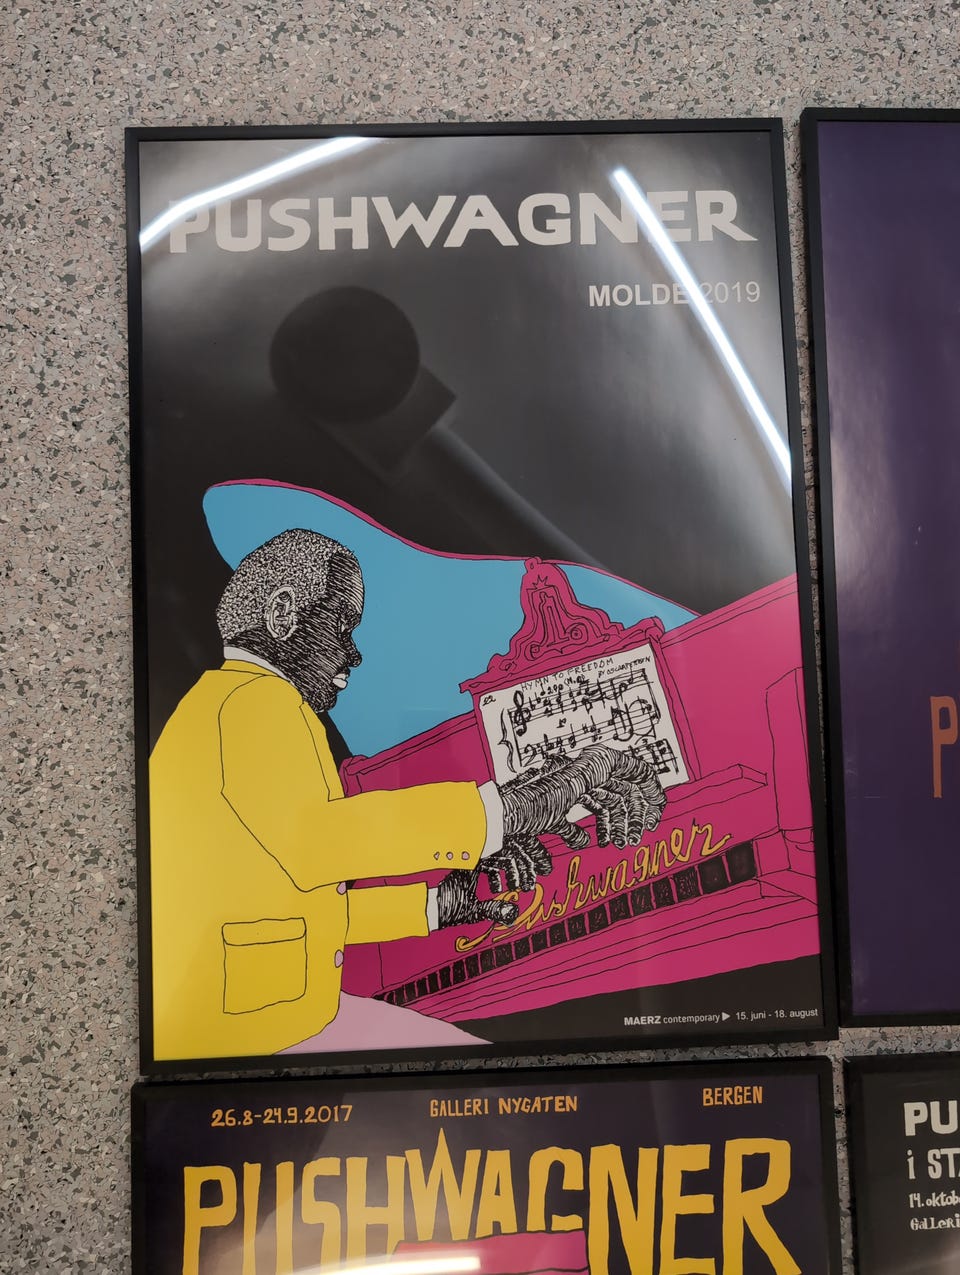 PUSHWAGNER
MOLDE 2019
HYMN TO FREEDOM
Pushwagner
MAERZ contemporary ▶ 15. juni - 18. august
P
26.8-24.9.2017 GALLERI NYGATEN BERGEN
PUSHWAGNER
PU
i STA
14. oktob
Galleri